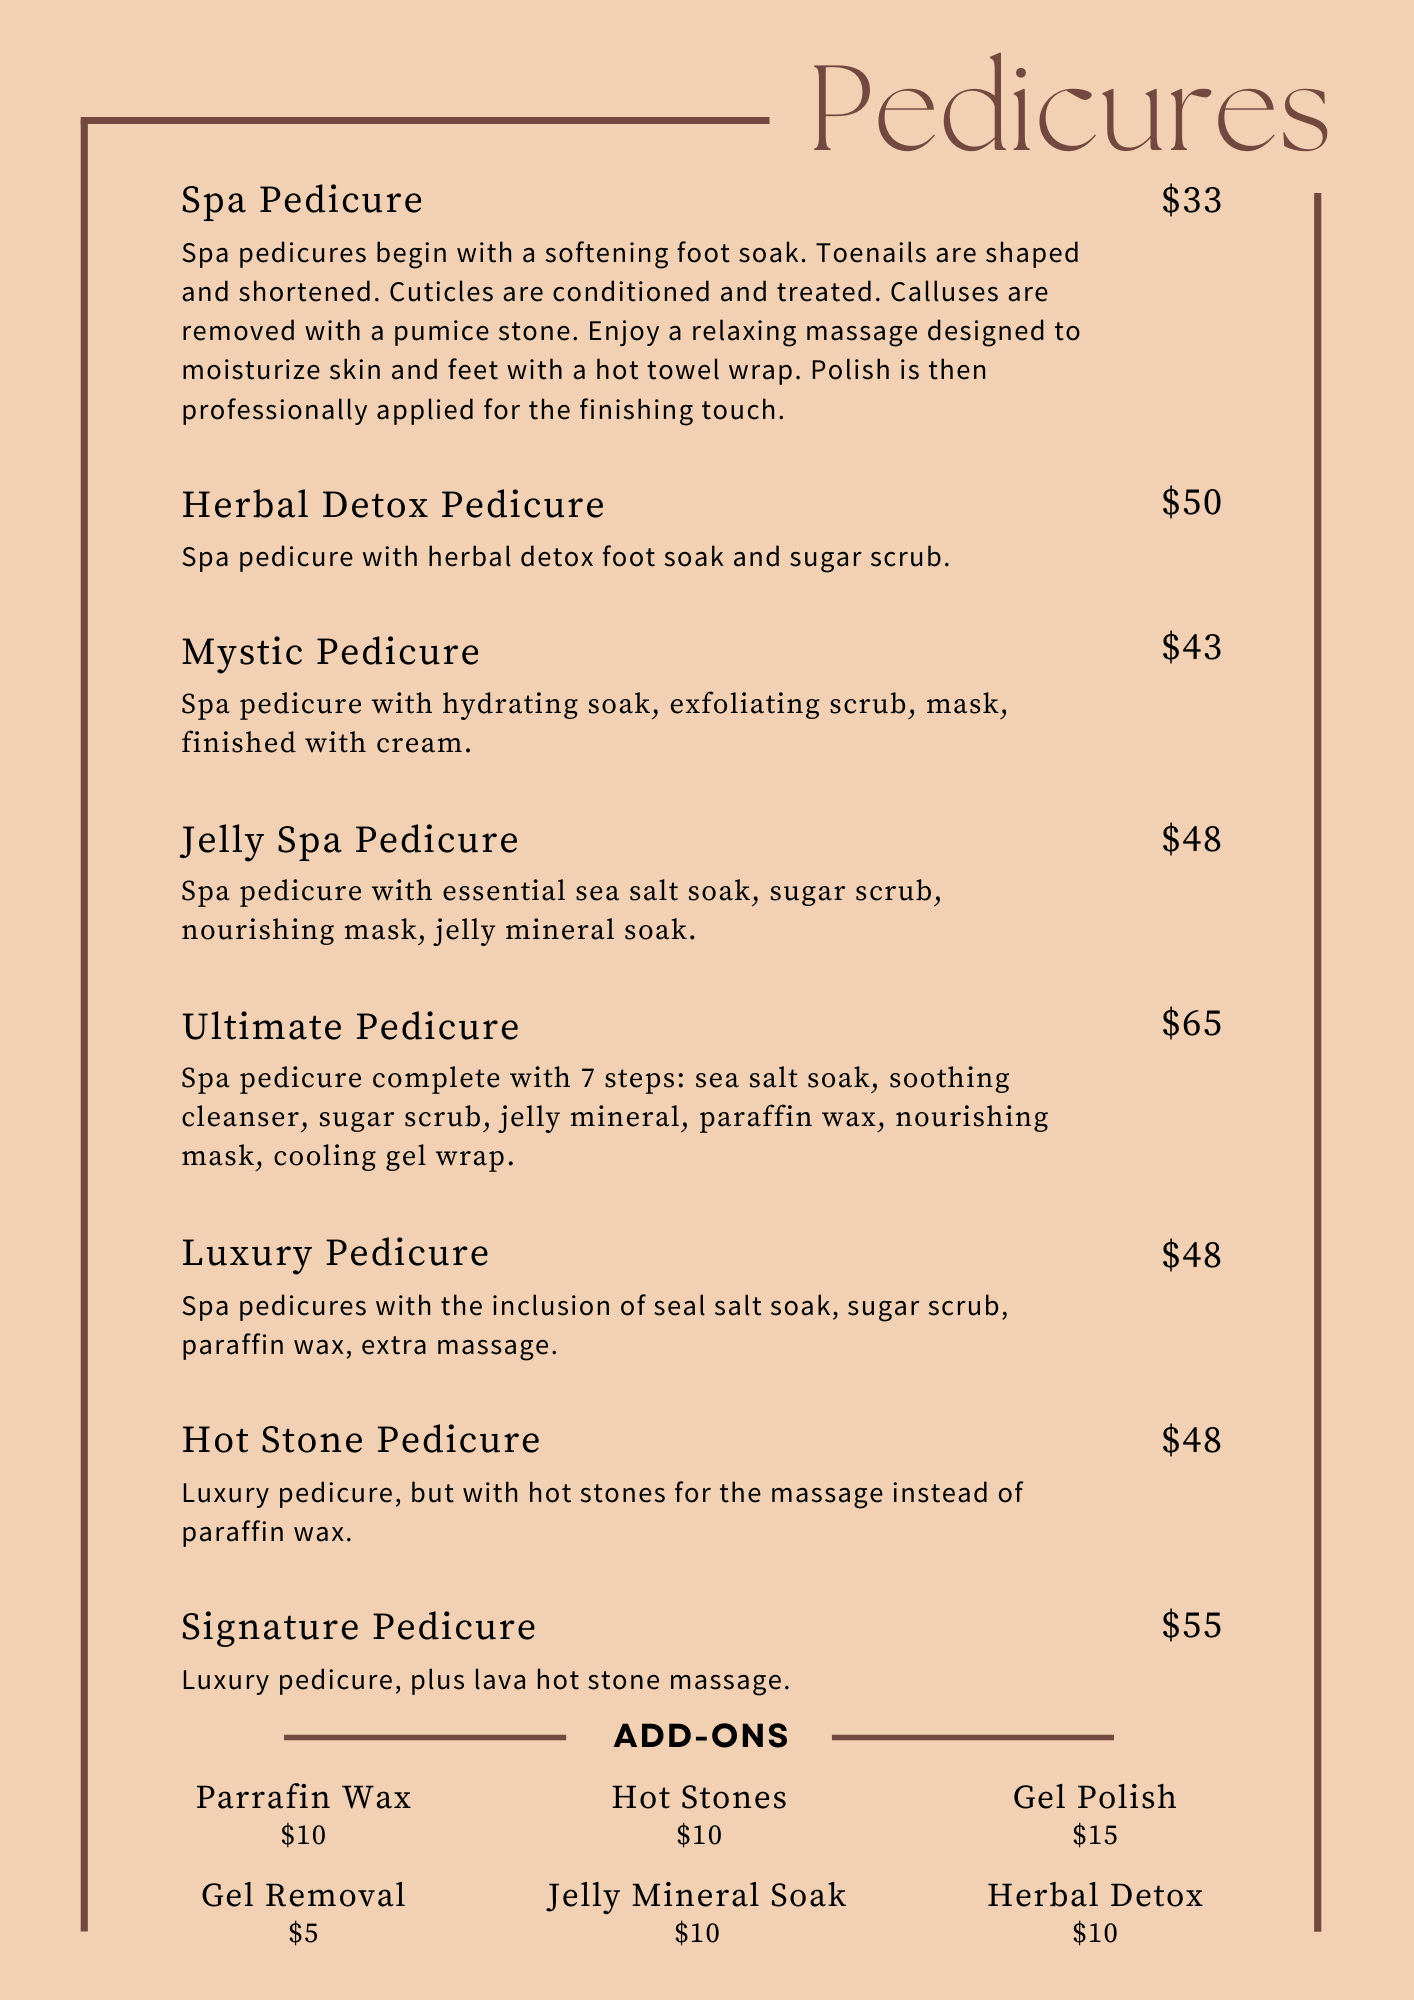 Pedicures
Spa Pedicure $33
Spa pedicures begin with a softening foot soak. Toenails are shaped
and shortened. Cuticles are conditioned and treated. Calluses are
removed with a pumice stone. Enjoy a relaxing massage designed to
moisturize skin and feet with a hot towel wrap. Polish is then
professionally applied for the finishing touch.
Herbal Detox Pedicure $50
Spa pedicure with herbal detox foot soak and sugar scrub.
Mystic Pedicure $43
Spa pedicure with hydrating soak, exfoliating scrub, mask,
finished with cream.
Jelly Spa Pedicure $48
Spa pedicure with essential sea salt soak, sugar scrub,
nourishing mask, jelly mineral soak.
Ultimate Pedicure $65
Spa pedicure complete with 7 steps: sea salt soak, soothing
cleanser, sugar scrub, jelly mineral, paraffin wax, nourishing
mask, cooling gel wrap.
Luxury Pedicure $48
Spa pedicures with the inclusion of seal salt soak, sugar scrub,
paraffin wax, extra massage.
Hot Stone Pedicure $48
Luxury pedicure, but with hot stones for the massage instead of
paraffin wax.
Signature Pedicure $55
Luxury pedicure, plus lava hot stone massage.
ADD-ONS
Parrafin Wax Hot Stones Gel Polish
$10 $10 $15
Gel Removal Jelly Mineral Soak Herbal Detox
$5 $10 $10